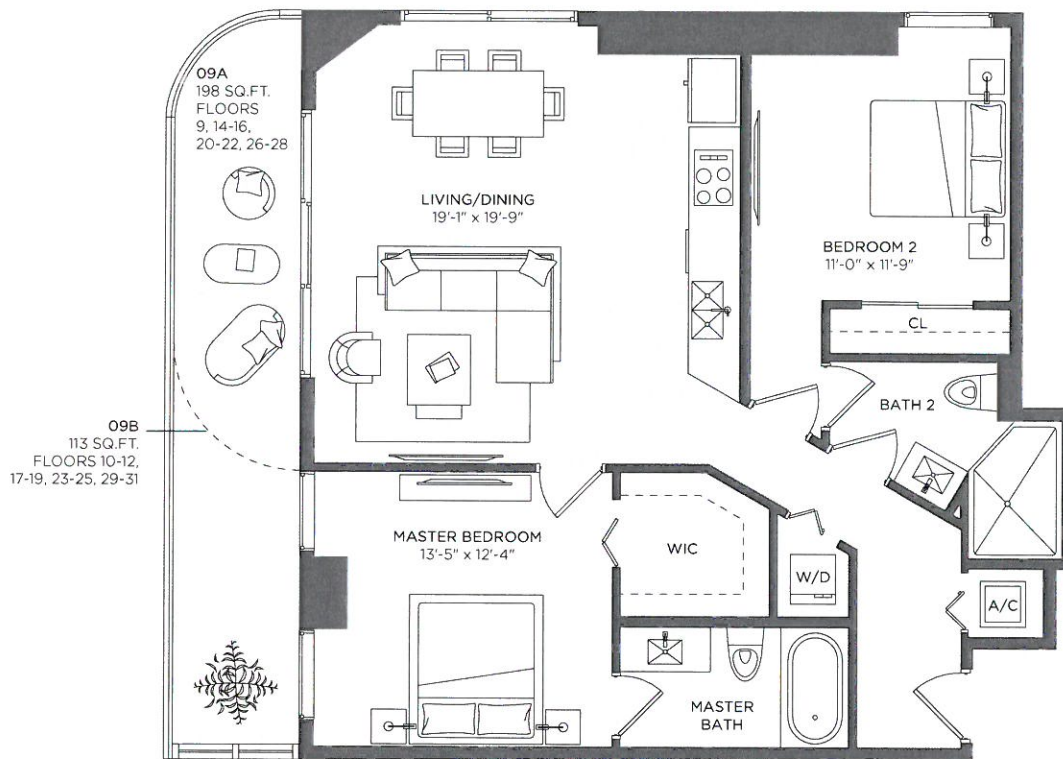 09A
198 SQ.FT.
FLOORS
9, 14-16,
20-22, 26-28
LIVING/DINING
19'-1" x 19'-9"
BEDROOM 2
11'-0" x 11'-9"
CL
BATH 2
09B
113 SQ.FT.
FLOORS 10-12,
17-19, 23-25, 29-31
MASTER BEDROOM
13'-5" x 12'-4"
WIC
W/D
A/C
MASTER
BATH